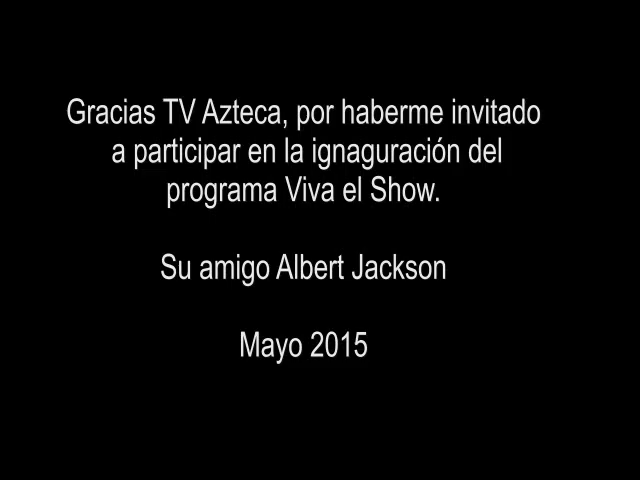 Gracias TV Azteca, por haberme invitado
a participar en la ignaguración del
programa Viva el Show.
Su amigo Albert Jackson
Mayo 2015